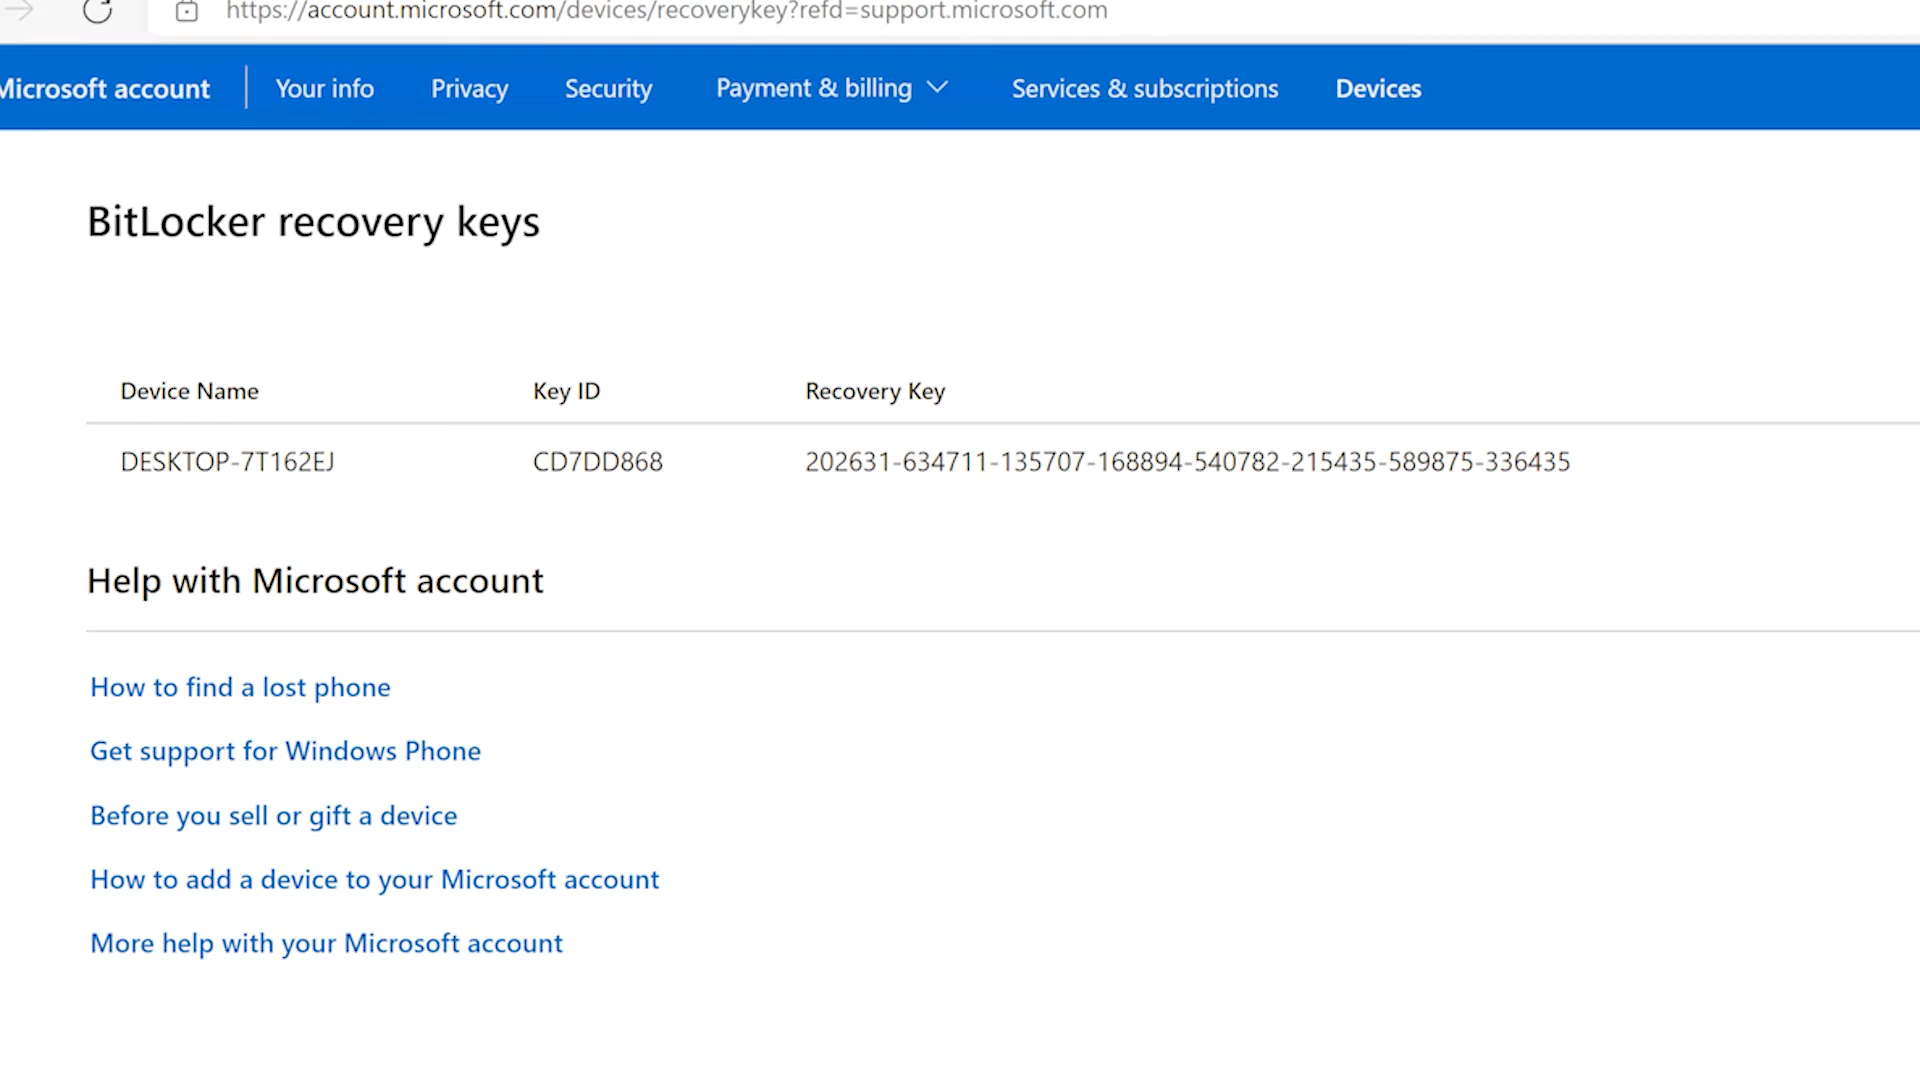 https://account.microsoft.com/devices/recoverykey?refd=support.microsoft.com
Microsoft account Your info Privacy Security Payment & billing Services & subscriptions Devices
BitLocker recovery keys
Device Name Key ID Recovery Key
DESKTOP-7T162EJ CD7DD868 202631-634711-135707-168894-540782-215435-589875-336435
Help with Microsoft account
How to find a lost phone
Get support for Windows Phone
Before you sell or gift a device
How to add a device to your Microsoft account
More help with your Microsoft account